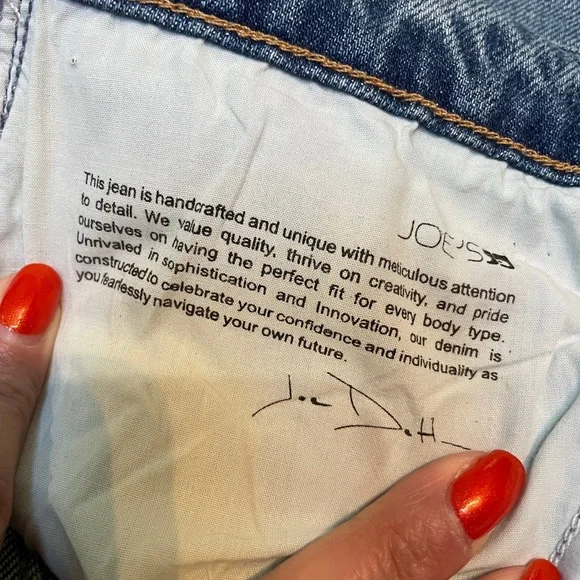 JOE'S
This jean is handcrafted and unique with meticulous attention
to detail. We value quality, thrive on creativity, and pride
ourselves on having the perfect fit for every body type.
Unrivaled in sophistication and Innovation, our denim is
constructed to celebrate your confidence and individuality as
you fearlessly navigate your own future.
Joe